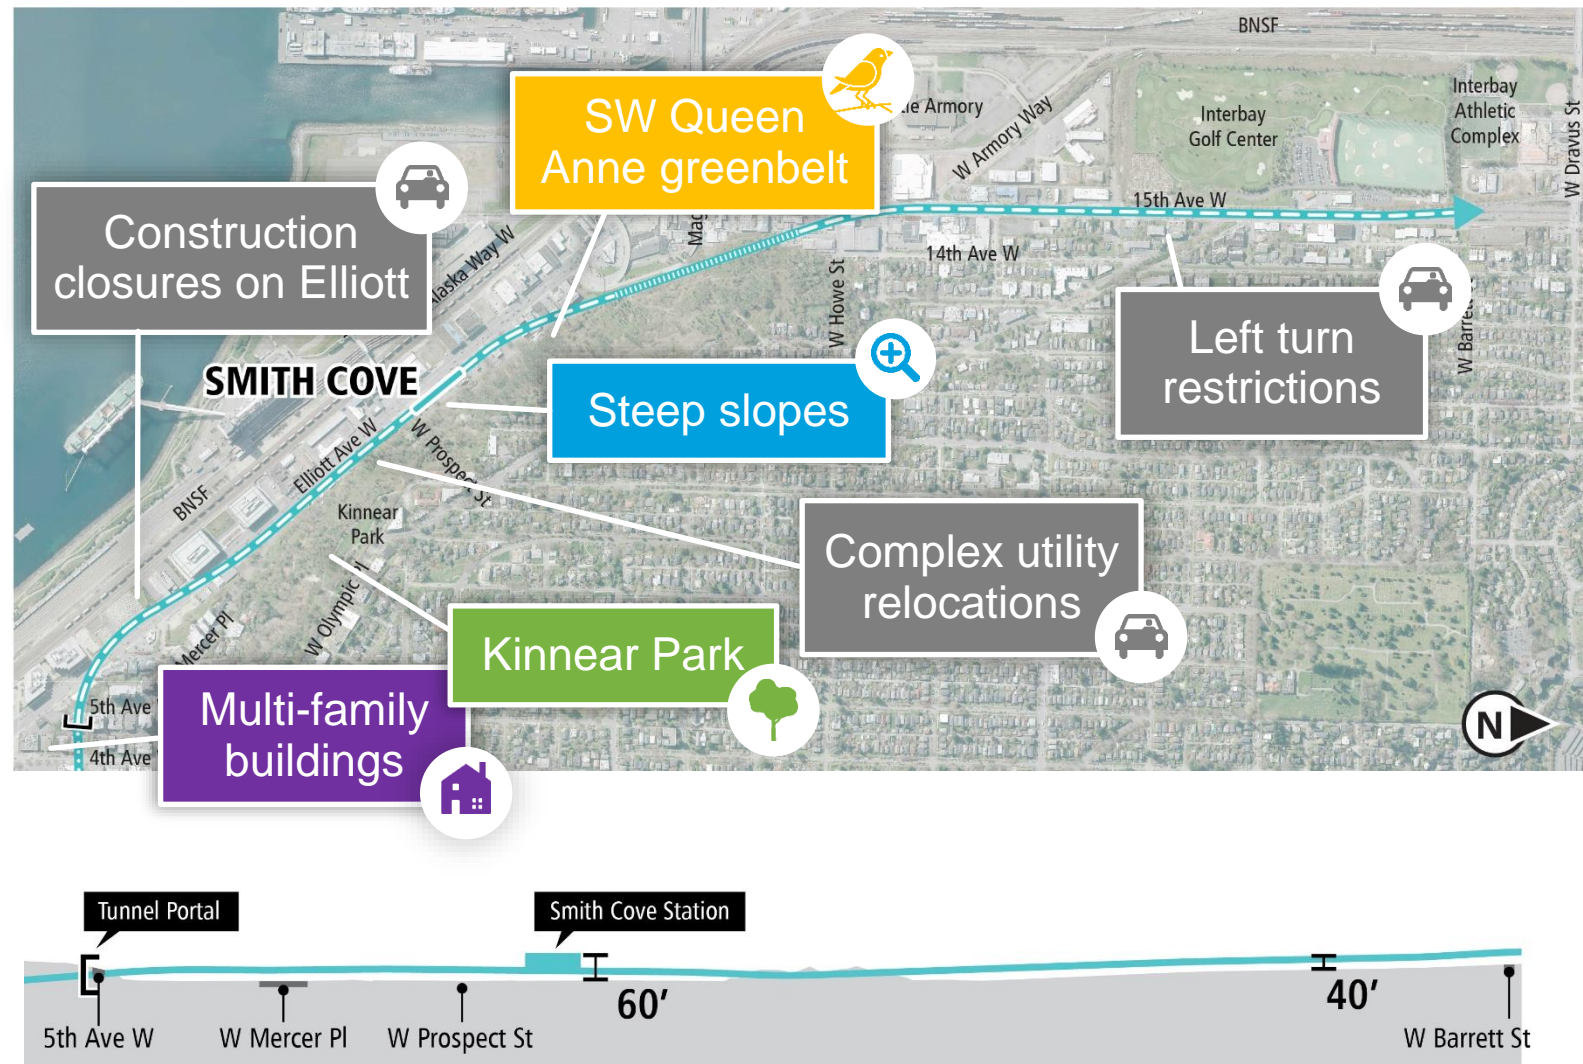 BNSF
Interbay
Athletic
Complex
W Dravus St
Interbay
Golf Center
Armory
W Armory Way
SW Queen
Anne greenbelt
15th Ave W
14th Ave W
Construction
closures on Elliott
Alaska Way W
W Howe St
Left turn
restrictions
SMITH COVE
Steep slopes
Elliott Ave W
W Prospect St
BNSF
Kinnear
Park
W Olympic Pl
Mercer Pl
Complex utility
relocations
Kinnear Park
Multi-family
buildings
5th Ave
4th Ave
N
Tunnel Portal
Smith Cove Station
60’
40’
5th Ave W
W Mercer Pl
W Prospect St
W Barrett St